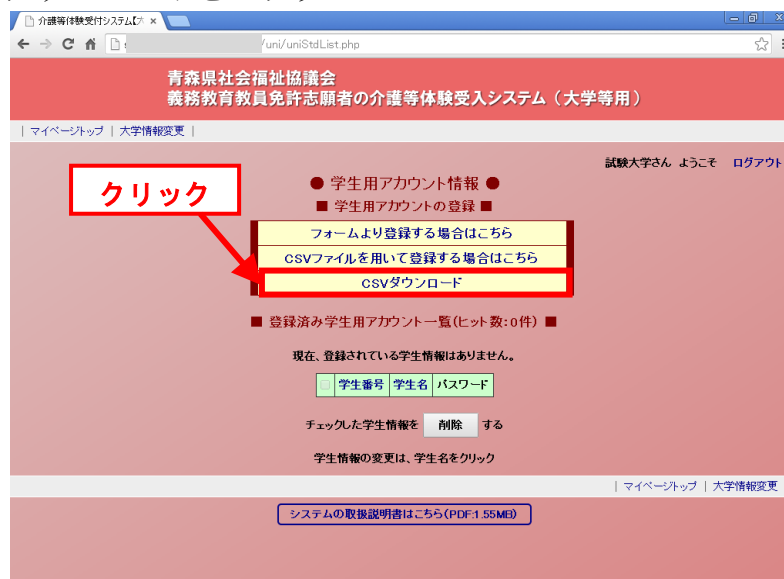 介護等体験受付システム【大
/uni/uniStdList.php
青森県社会福祉協議会
義務教育教員免許志願者の介護等体験受入システム（大学等用）
| マイページトップ | 大学情報変更 |
試験大学さん ようこそ ログアウト
クリック
● 学生用アカウント情報 ●
■ 学生用アカウントの登録 ■
フォームより登録する場合はこちら
CSVファイルを用いて登録する場合はこちら
CSVダウンロード
■ 登録済み学生用アカウント一覧(ヒット数:0件) ■
現在、登録されている学生情報はありません。
学生番号 学生名 パスワード
チェックした学生情報を 削除 する
学生情報の変更は、学生名をクリック
| マイページトップ | 大学情報変更
システムの取扱説明書はこちら(PDF:1.55MB)